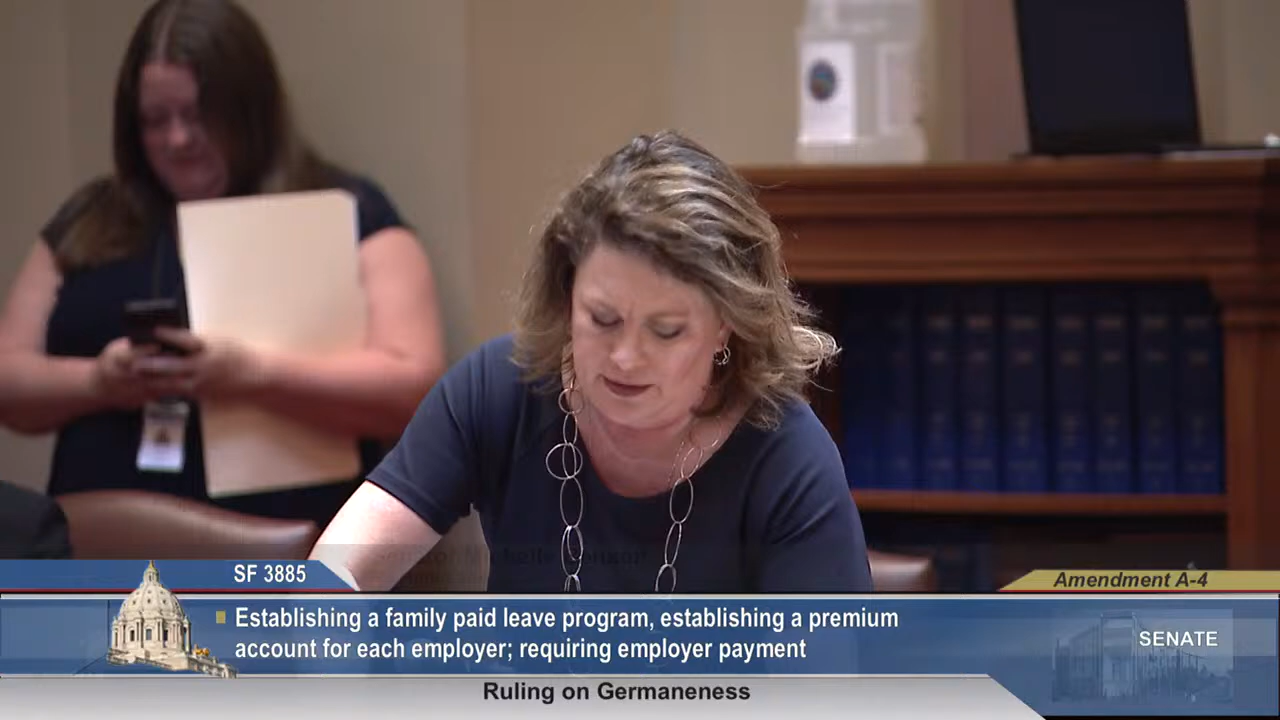 SF 3885
Amendment A-4
Establishing a family paid leave program, establishing a premium
account for each employer; requiring employer payment
SENATE
Ruling on Germaneness